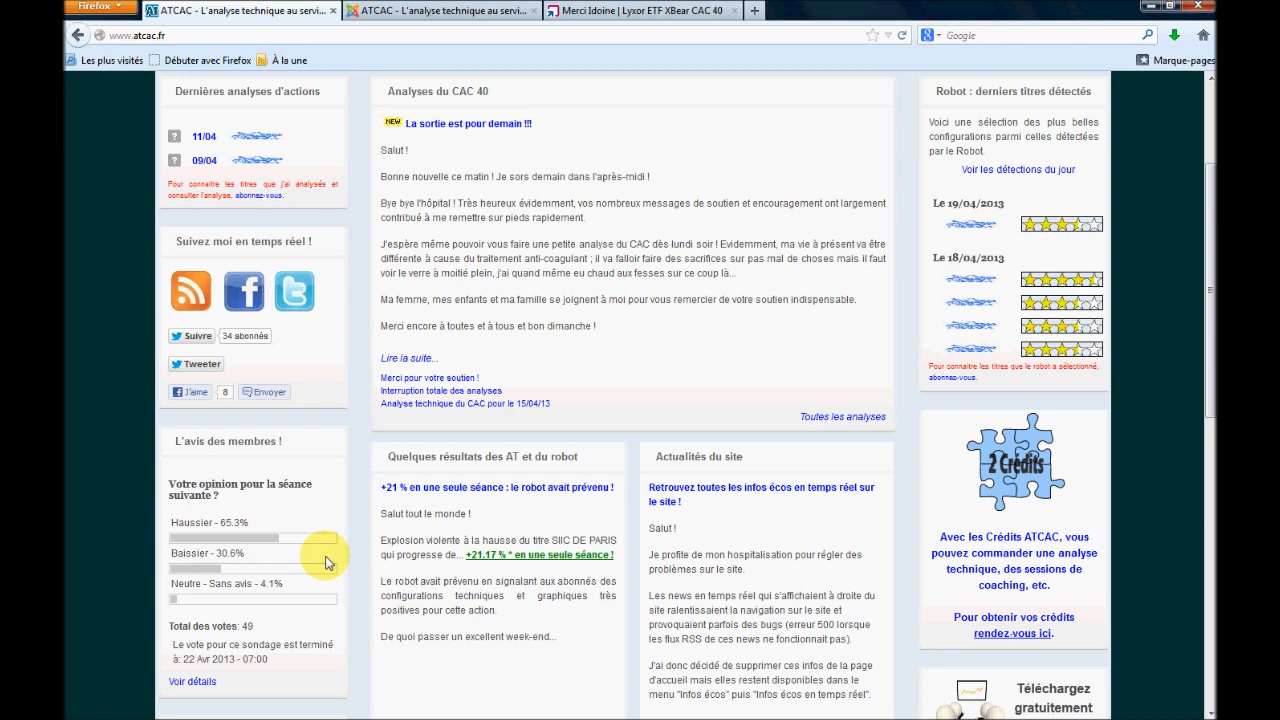 Firefox
ATCAC - L'analyse technique au servi...
ATCAC - L'analyse technique au servi...
Merci Idoine | Lyxor ETF XBear CAC 40
www.atcac.fr
Google
Les plus visités
Débuter avec Firefox
À la une
Marque-pages
Dernières analyses d'actions
11/04
09/04
Pour connaitre les titres que j'ai analysés et
consulter l'analyse, abonnez-vous.
Suivez moi en temps réel !
Suivre
34 abonnés
Tweeter
J'aime
8
Envoyer
L'avis des membres !
Votre opinion pour la séance
suivante ?
Haussier - 65.3%
Baissier - 30.6%
Neutre - Sans avis - 4.1%
Total des votes: 49
Le vote pour ce sondage est terminé
à: 22 Avr 2013 - 07:00
Voir détails
Analyses du CAC 40
NEW La sortie est pour demain !!!
Salut !
Bonne nouvelle ce matin ! Je sors demain dans l'après-midi !
Bye bye l'hôpital ! Très heureux évidemment, vos nombreux messages de soutien et encouragement ont largement
contribué à me remettre sur pieds rapidement.
J'espère même pouvoir vous faire une petite analyse du CAC dès lundi soir ! Evidemment, ma vie à présent va être
différente à cause du traitement anti-coagulant ; il va falloir faire des sacrifices sur pas mal de choses mais il faut
voir le verre à moitié plein, j'ai quand même eu chaud aux fesses sur ce coup là...
Ma femme, mes enfants et ma famille se joignent à moi pour vous remercier de votre soutien indispensable.
Merci encore à toutes et à tous et bon dimanche !
Lire la suite...
Merci pour votre soutien !
Interruption totale des analyses
Analyse technique du CAC pour le 15/04/13
Toutes les analyses
Quelques résultats des AT et du robot
+21 % en une seule séance : le robot avait prévenu !
Salut tout le monde !
Explosion violente à la hausse du titre SIIC DE PARIS
qui progresse de... +21.17 % * en une seule séance !
Le robot avait prévenu en signalant aux abonnés des
configurations techniques et graphiques très
positives pour cette action.
De quoi passer un excellent week-end...
Actualités du site
Retrouvez toutes les infos écos en temps réel sur
le site !
Salut !
Je profite de mon hospitalisation pour régler des
problèmes sur le site.
Les news en temps réel qui s'affichaient à droite du
site ralentissaient la navigation sur le site et
provoquaient parfois des bugs (erreur 500 lorsque
les flux RSS de ces news ne fonctionnait pas).
J'ai donc décidé de supprimer ces infos de la page
d'accueil mais elles restent disponibles dans le
menu "Infos écos" puis "Infos écos en temps réel".
Robot : derniers titres détectés
Voici une sélection des plus belles
configurations parmi celles détectées
par le Robot.
Voir les détections du jour
Le 19/04/2013
Le 18/04/2013
Pour connaitre les titres que le robot a sélectionné,
abonnez-vous.
2 Crédits
Avec les Crédits ATCAC, vous
pouvez commander une analyse
technique, des sessions de
coaching, etc.
Pour obtenir vos crédits
rendez-vous ici.
Téléchargez
gratuitement